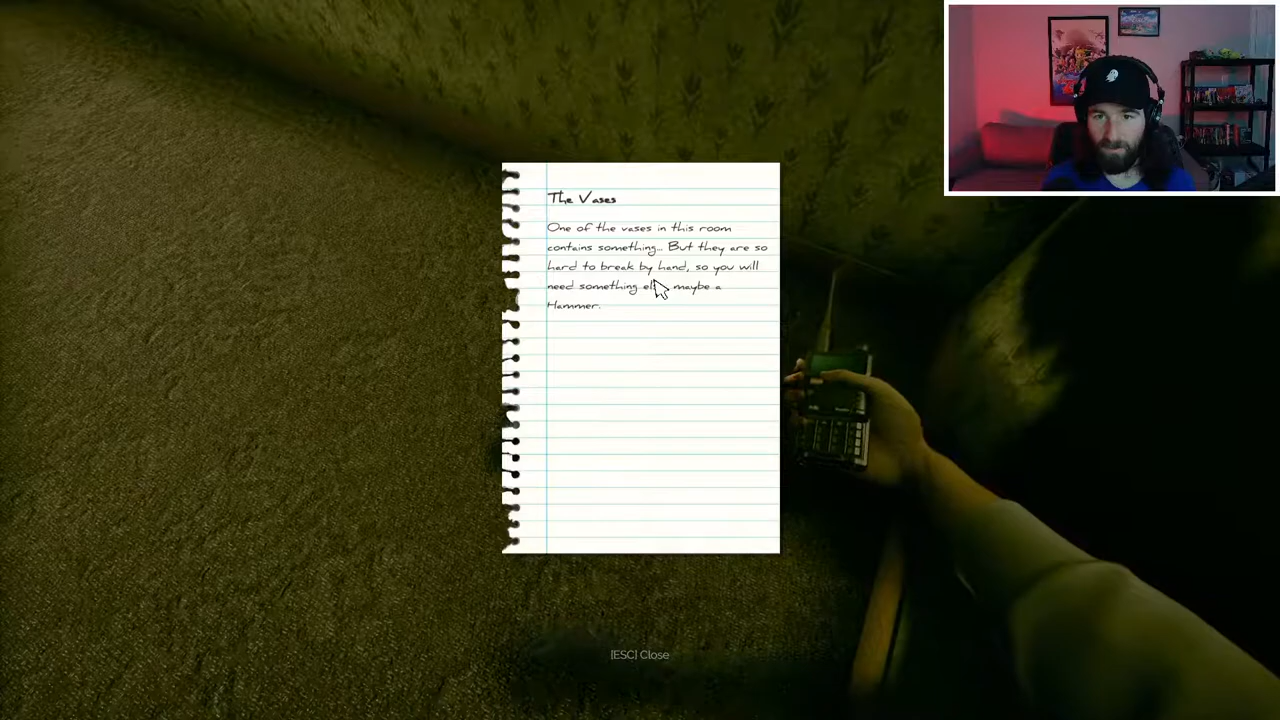 The Vases
One of the vases in this room
contains something... But they are so
hard to break by hand, so you will
need something maybe a
Hammer.
[ESC] Close